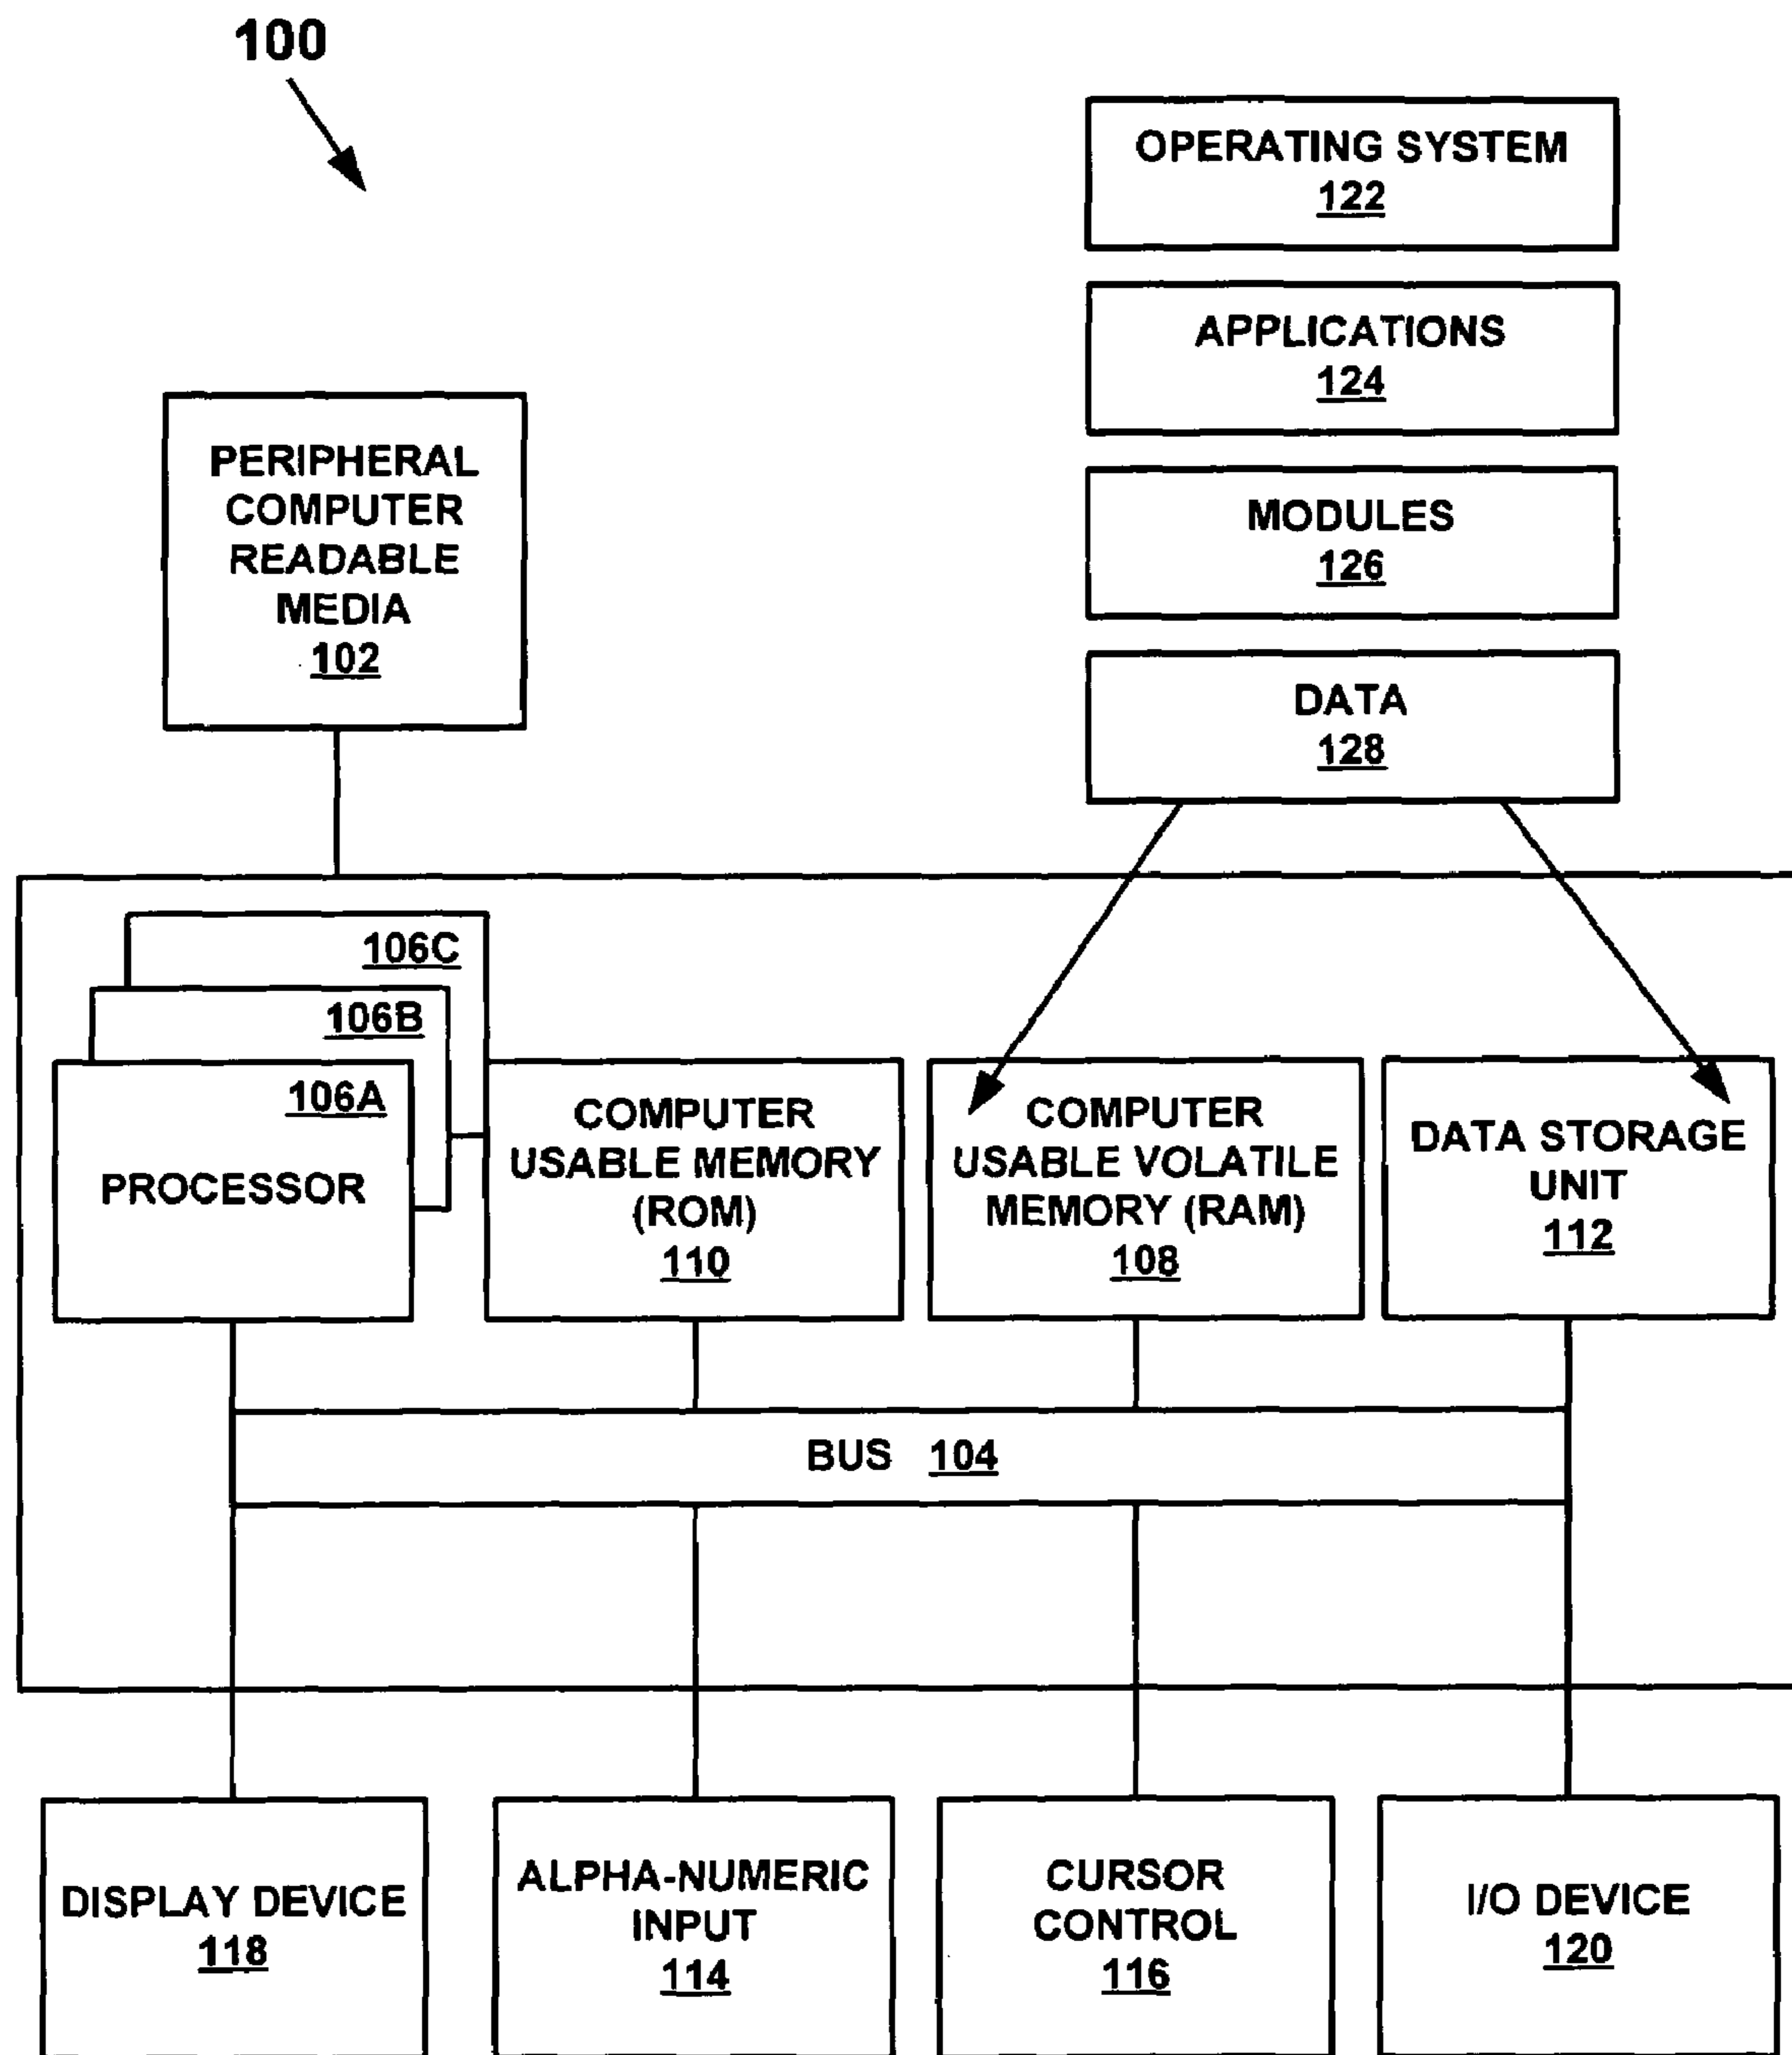 100
OPERATING SYSTEM
122
APPLICATIONS
124
PERIPHERAL
COMPUTER
READABLE
MEDIA
102
MODULES
126
DATA
128
106C
106B
106A
PROCESSOR
COMPUTER
USABLE MEMORY
(ROM)
110
COMPUTER
USABLE VOLATILE
MEMORY (RAM)
108
DATA STORAGE
UNIT
112
BUS 104
DISPLAY DEVICE
118
ALPHA-NUMERIC
INPUT
114
CURSOR
CONTROL
116
I/O DEVICE
120